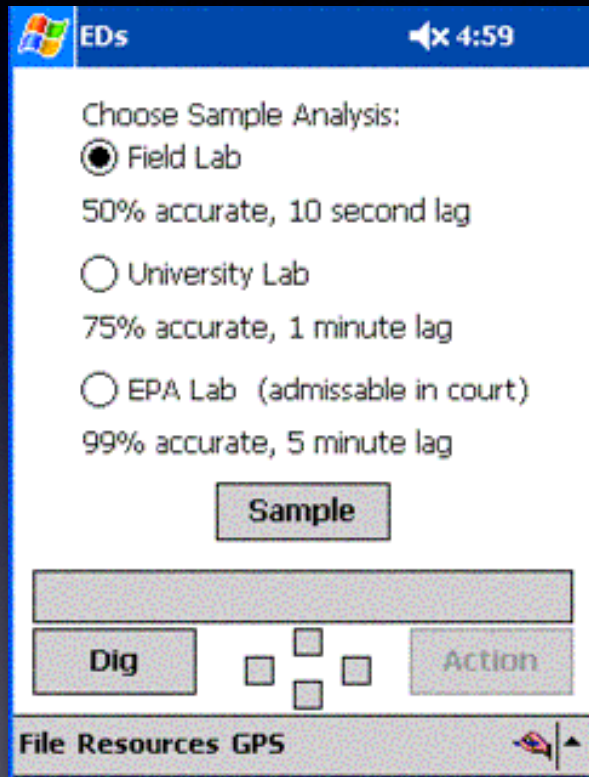 EDs 4:59
Choose Sample Analysis:
Field Lab
50% accurate, 10 second lag
University Lab
75% accurate, 1 minute lag
EPA Lab (admissable in court)
99% accurate, 5 minute lag
Sample
Dig Action
File Resources GPS